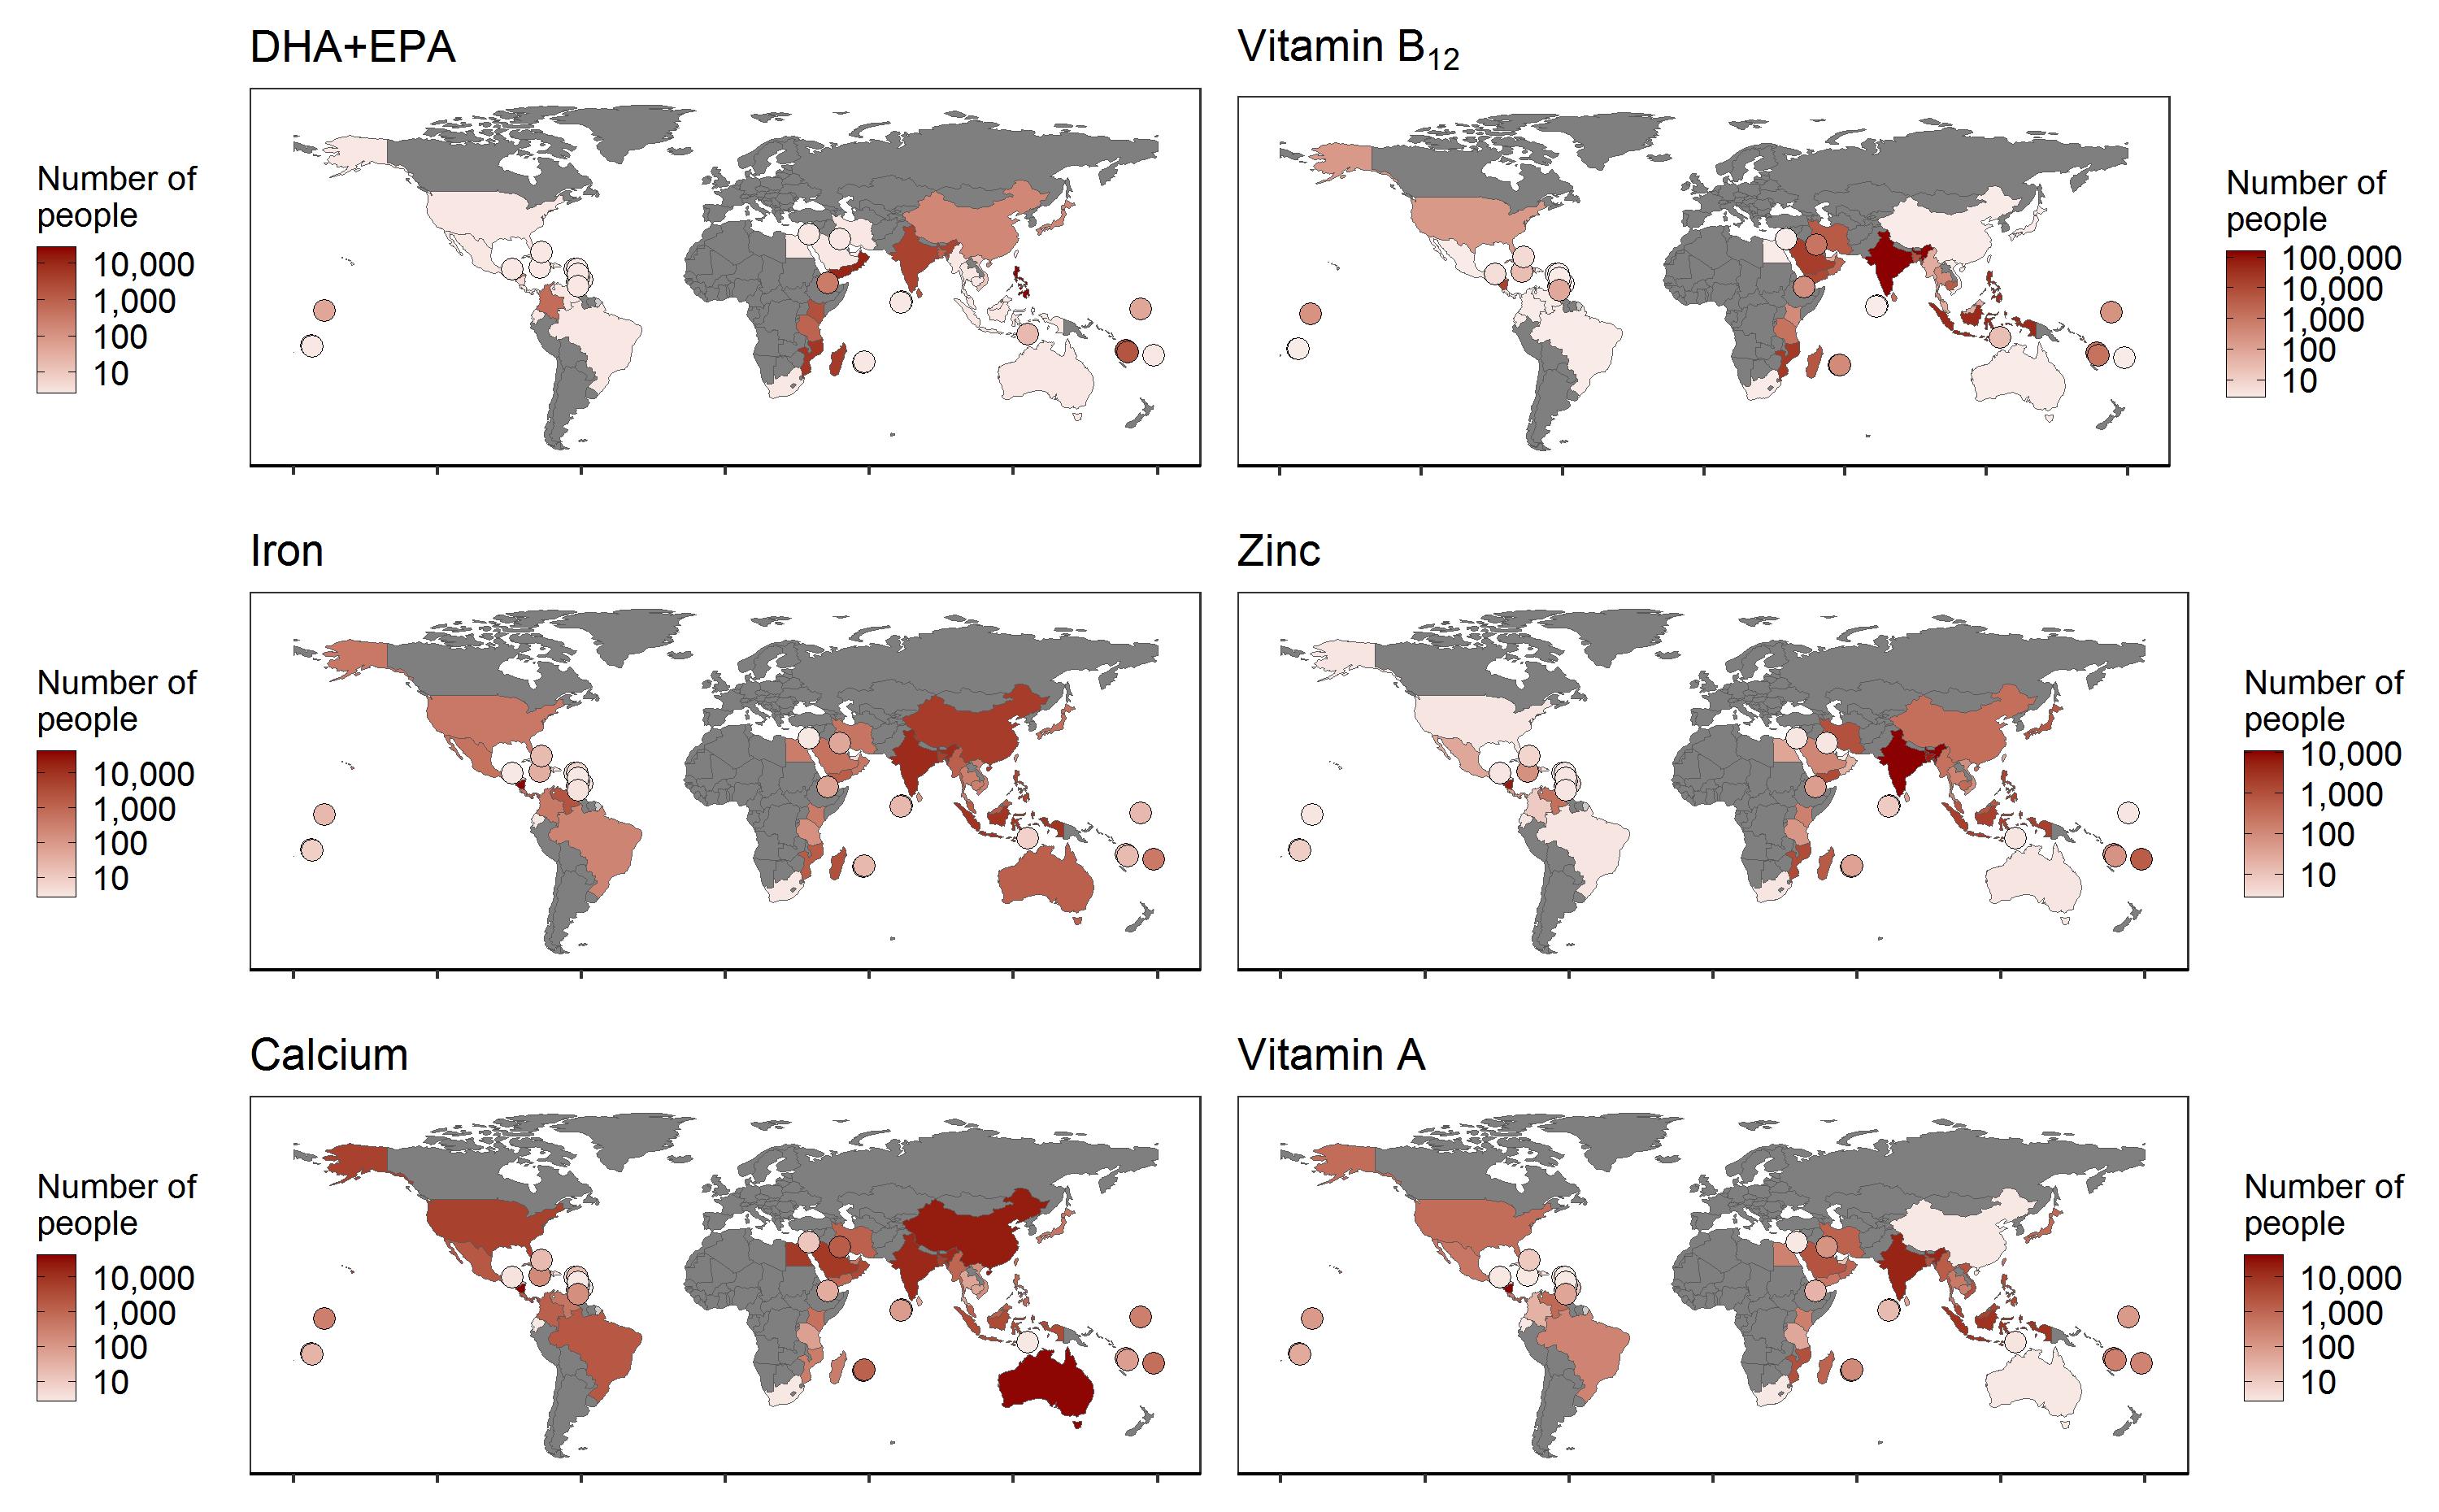 DHA+EPA
Number of
people
10,000
1,000
100
10
Vitamin B₁₂
Number of
people
100,000
10,000
1,000
100
10
Iron
Number of
people
10,000
1,000
100
10
Zinc
Number of
people
10,000
1,000
100
10
Calcium
Number of
people
10,000
1,000
100
10
Vitamin A
Number of
people
10,000
1,000
100
10